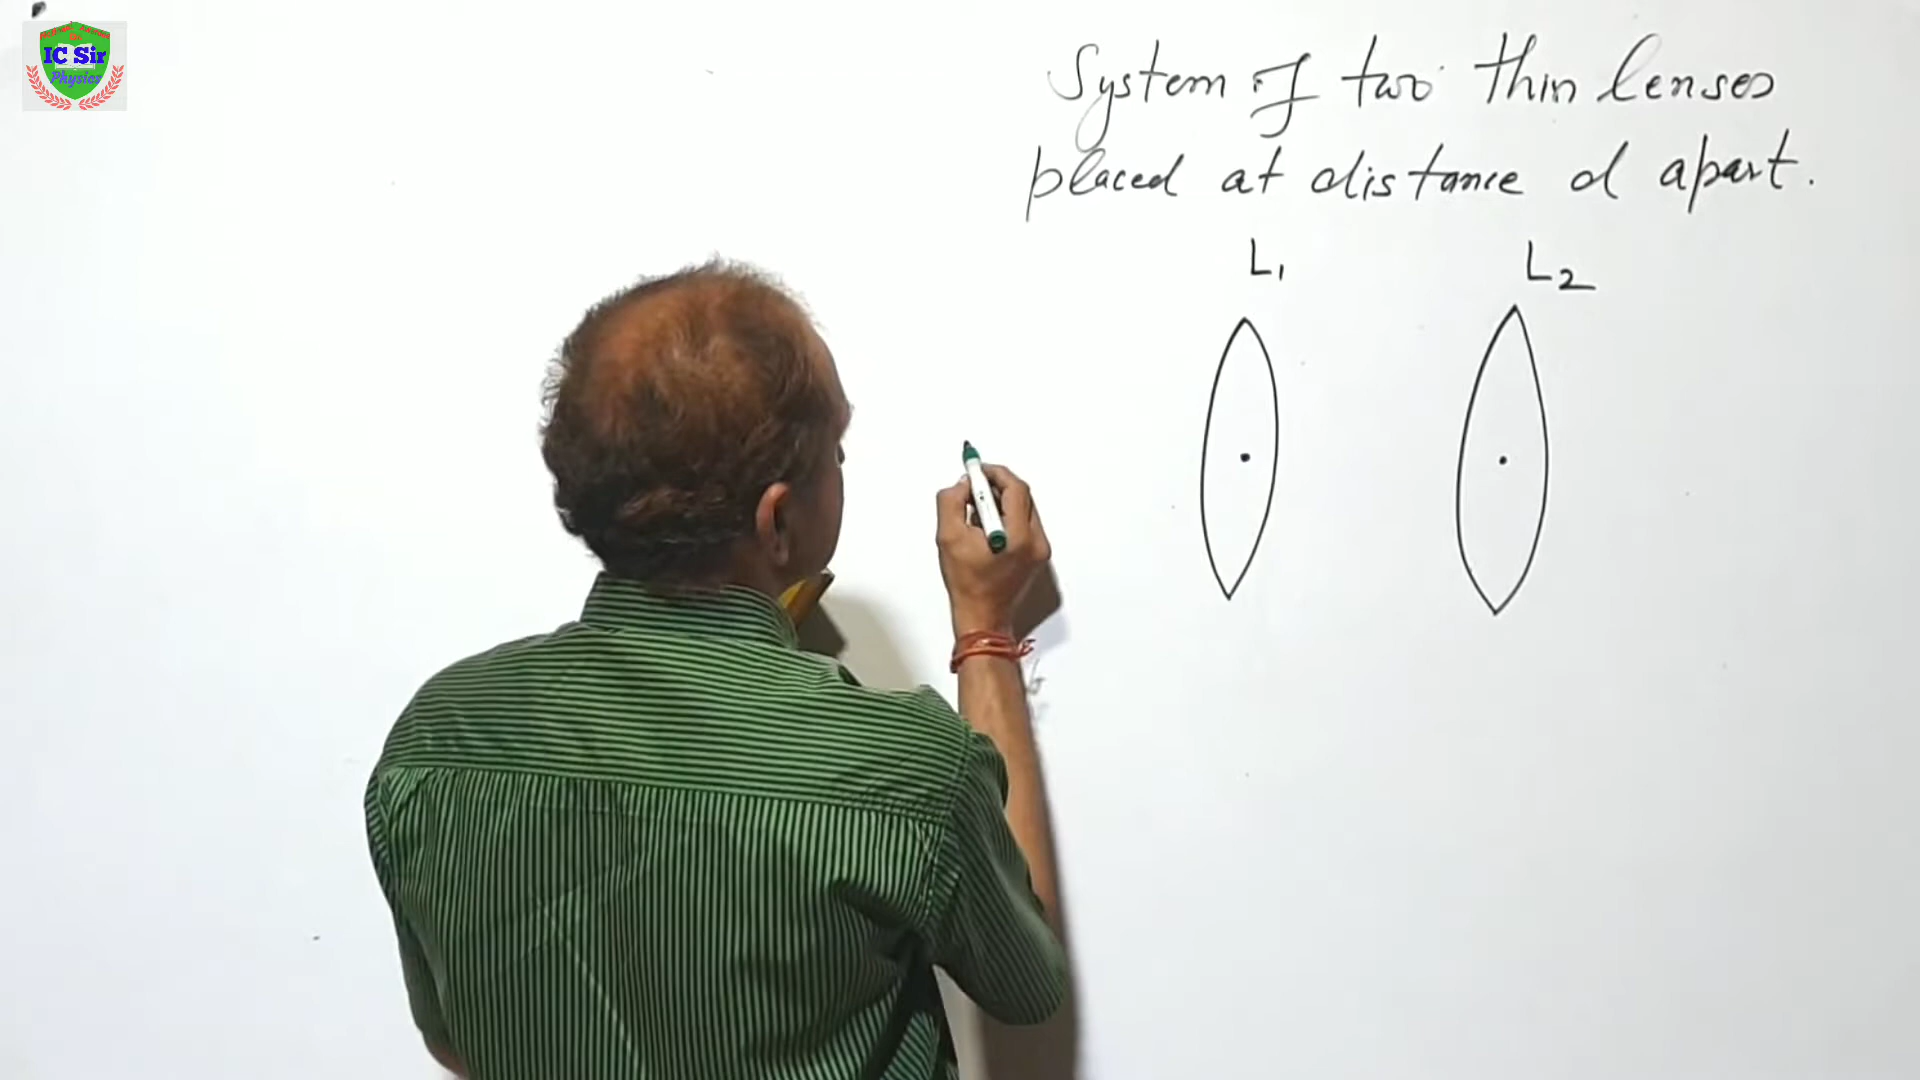 IC Sir
Physics
System of two thin lenses
placed at distance d apart.
L₁ L₂